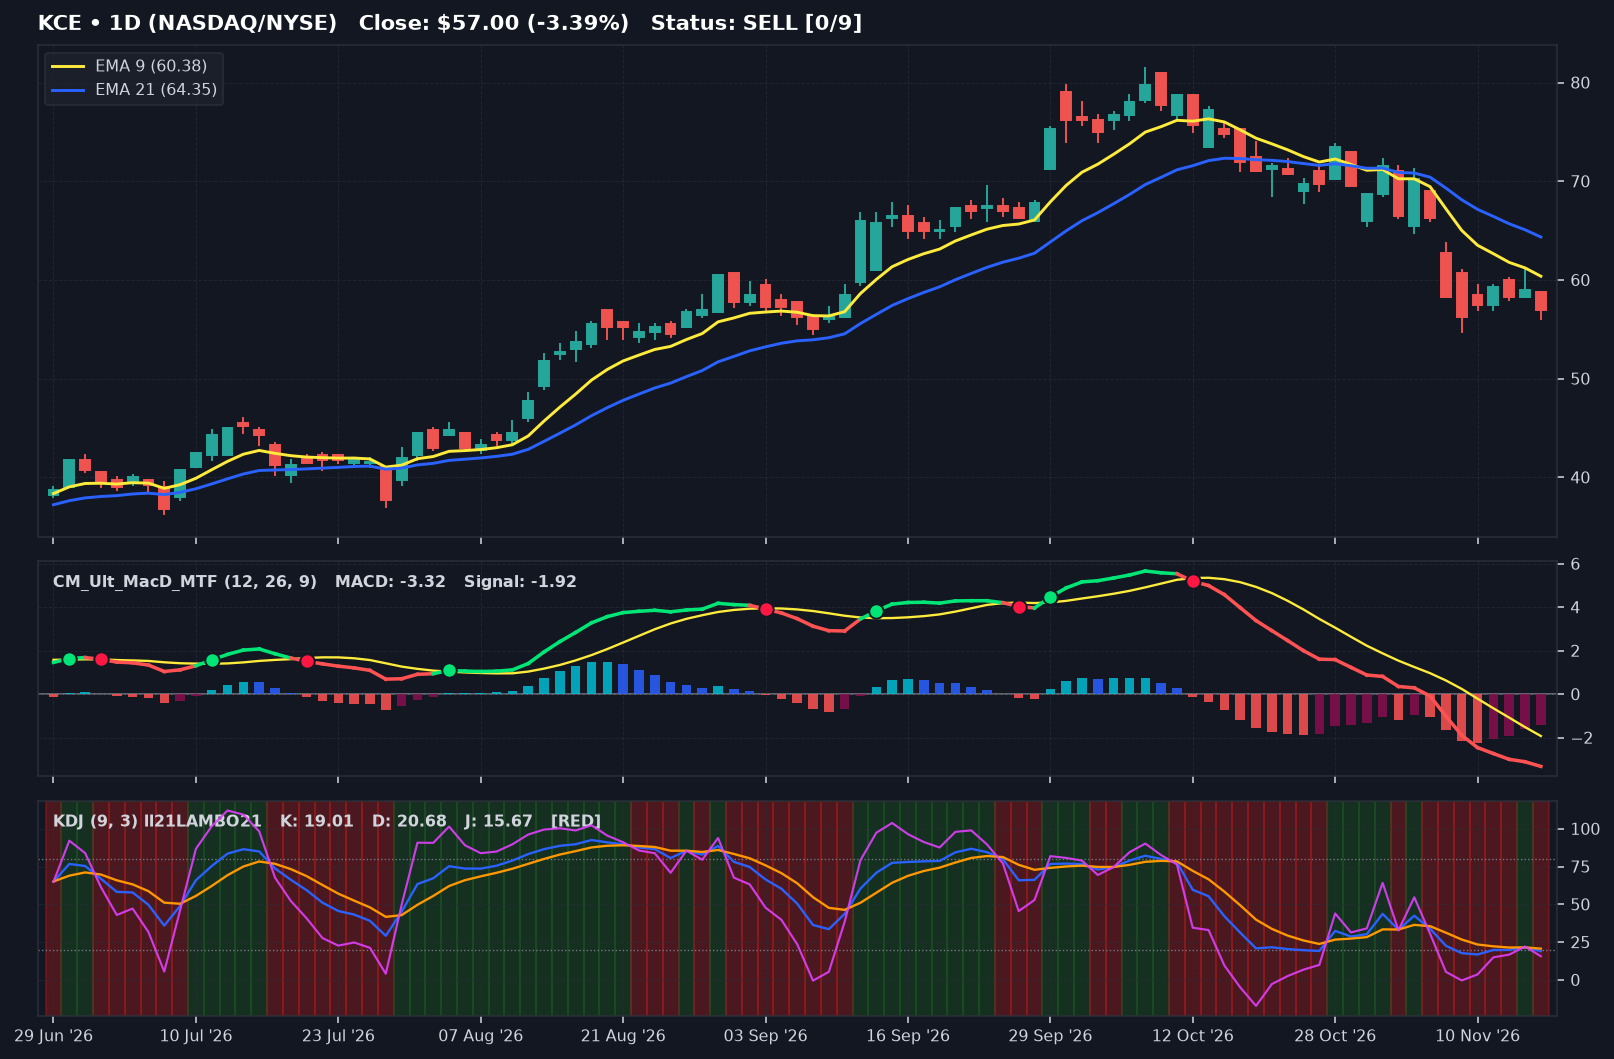 KCE • 1D (NASDAQ/NYSE)   Close: $57.00 (-3.39%)   Status: SELL [0/9]
EMA 9 (60.38)
EMA 21 (64.35)
80
70
60
50
40
CM_Ult_MacD_MTF (12, 26, 9)   MACD: -3.32   Signal: -1.92
6
4
2
0
−2
KDJ (9, 3) II21LAMBO21   K: 19.01   D: 20.68   J: 15.67   [RED]
100
75
50
25
0
29 Jun '26   10 Jul '26   23 Jul '26   07 Aug '26   21 Aug '26   03 Sep '26   16 Sep '26   29 Sep '26   12 Oct '26   28 Oct '26   10 Nov '26